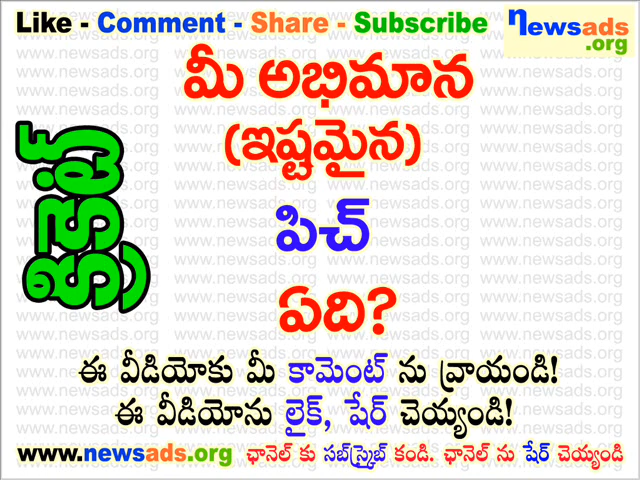 Like - Comment - Share - Subscribe
newsads
.org
మీ అభిమాన
(ఇష్టమైన)
క్రికెట్
పిచ్
ఏది?
ఈ వీడియోకు మీ కామెంట్ ను వ్రాయండి!
ఈ వీడియోను లైక్, షేర్ చెయ్యండి!
www.newsads.org ఛానెల్ కు సబ్‌స్క్రైబ్ కండి. ఛానెల్ ను షేర్ చెయ్యండి